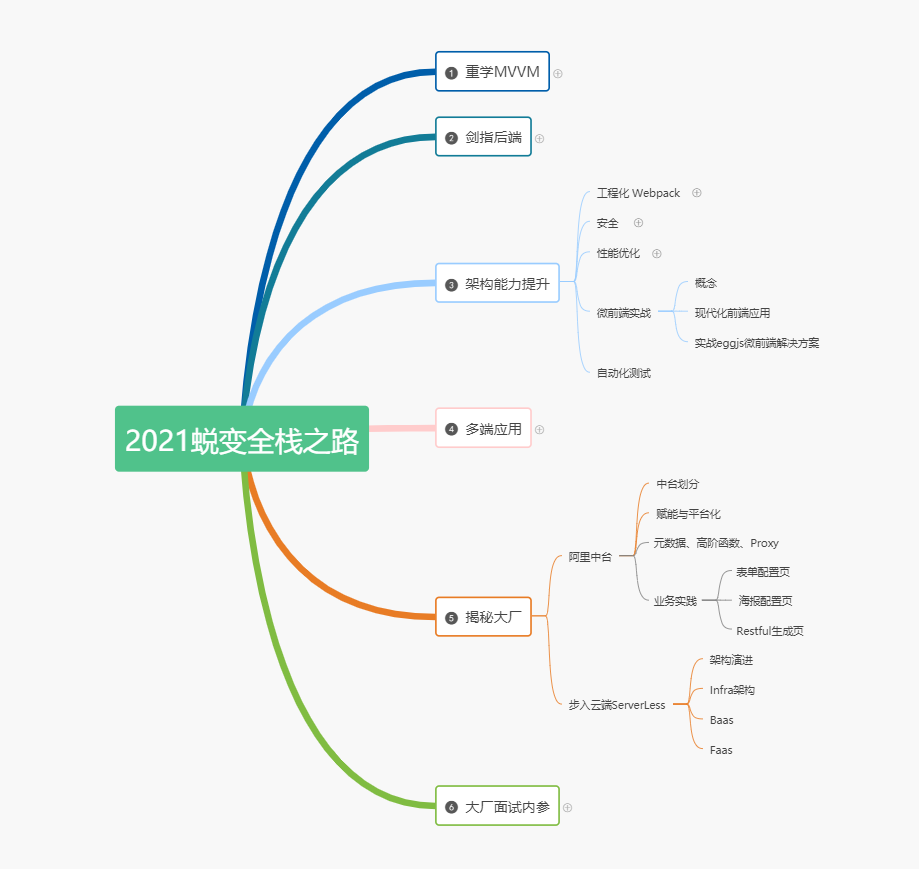 2021蜕变全栈之路
1 重学MVVM
2 剑指后端
3 架构能力提升
工程化 Webpack
安全
性能优化
微前端实战
概念
现代化前端应用
实战eggjs微前端解决方案
自动化测试
4 多端应用
5 揭秘大厂
阿里中台
中台划分
赋能与平台化
元数据、高阶函数、Proxy
业务实践
表单配置页
海报配置页
Restful生成页
步入云端ServerLess
架构演进
Infra架构
Baas
Faas
6 大厂面试内参